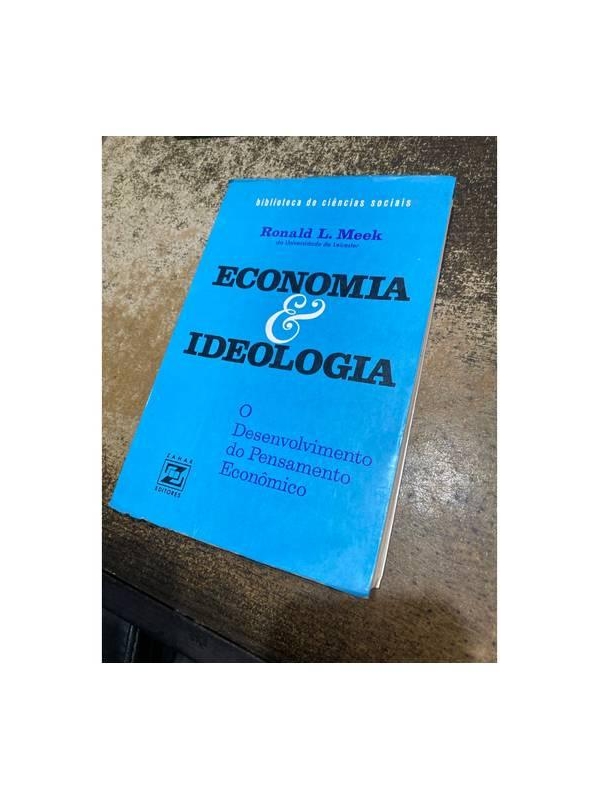 biblioteca de ciências sociais
Ronald L. Meek
da Universidade de Leicester
ECONOMIA
&
IDEOLOGIA
O
Desenvolvimento
do Pensamento
Econômico
ZAHAR
EDITORES